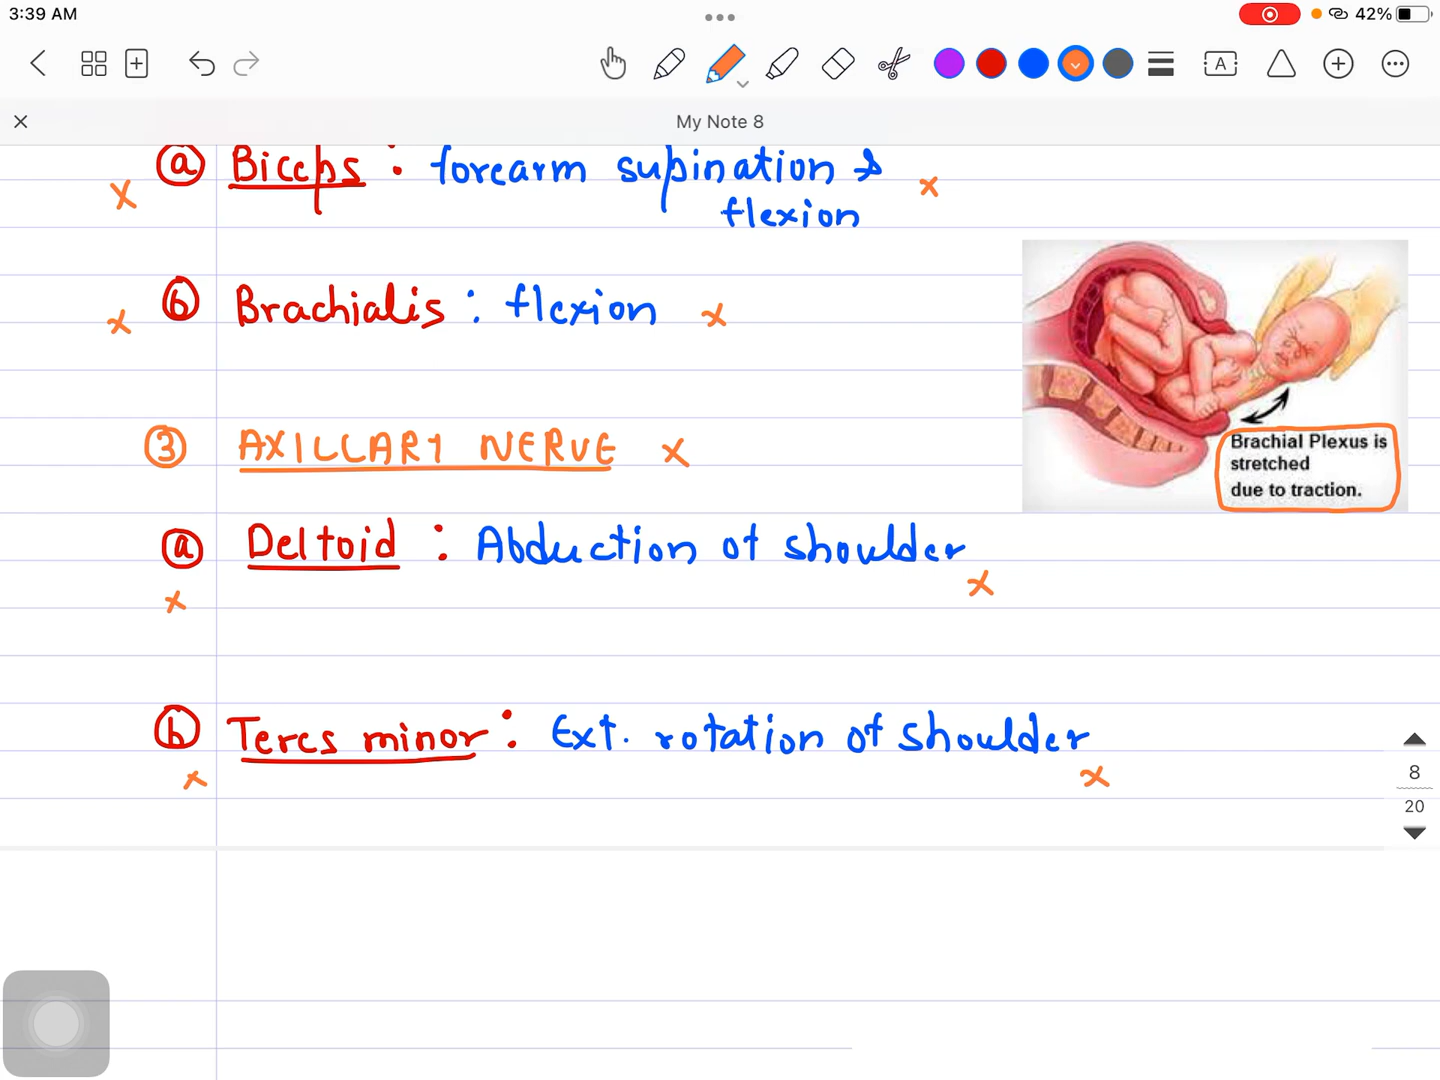 3:39 AM
42%
My Note 8
ⓐ Biceps : forearm supination &
flexion
x x
ⓑ Brachialis : flexion x
x
③ AXILLARY NERVE x
Brachial Plexus is
stretched
due to traction.
ⓐ Deltoid : Abduction of shoulder
x x
ⓑ Teres minor : Ext. rotation of shoulder
x x
8
20